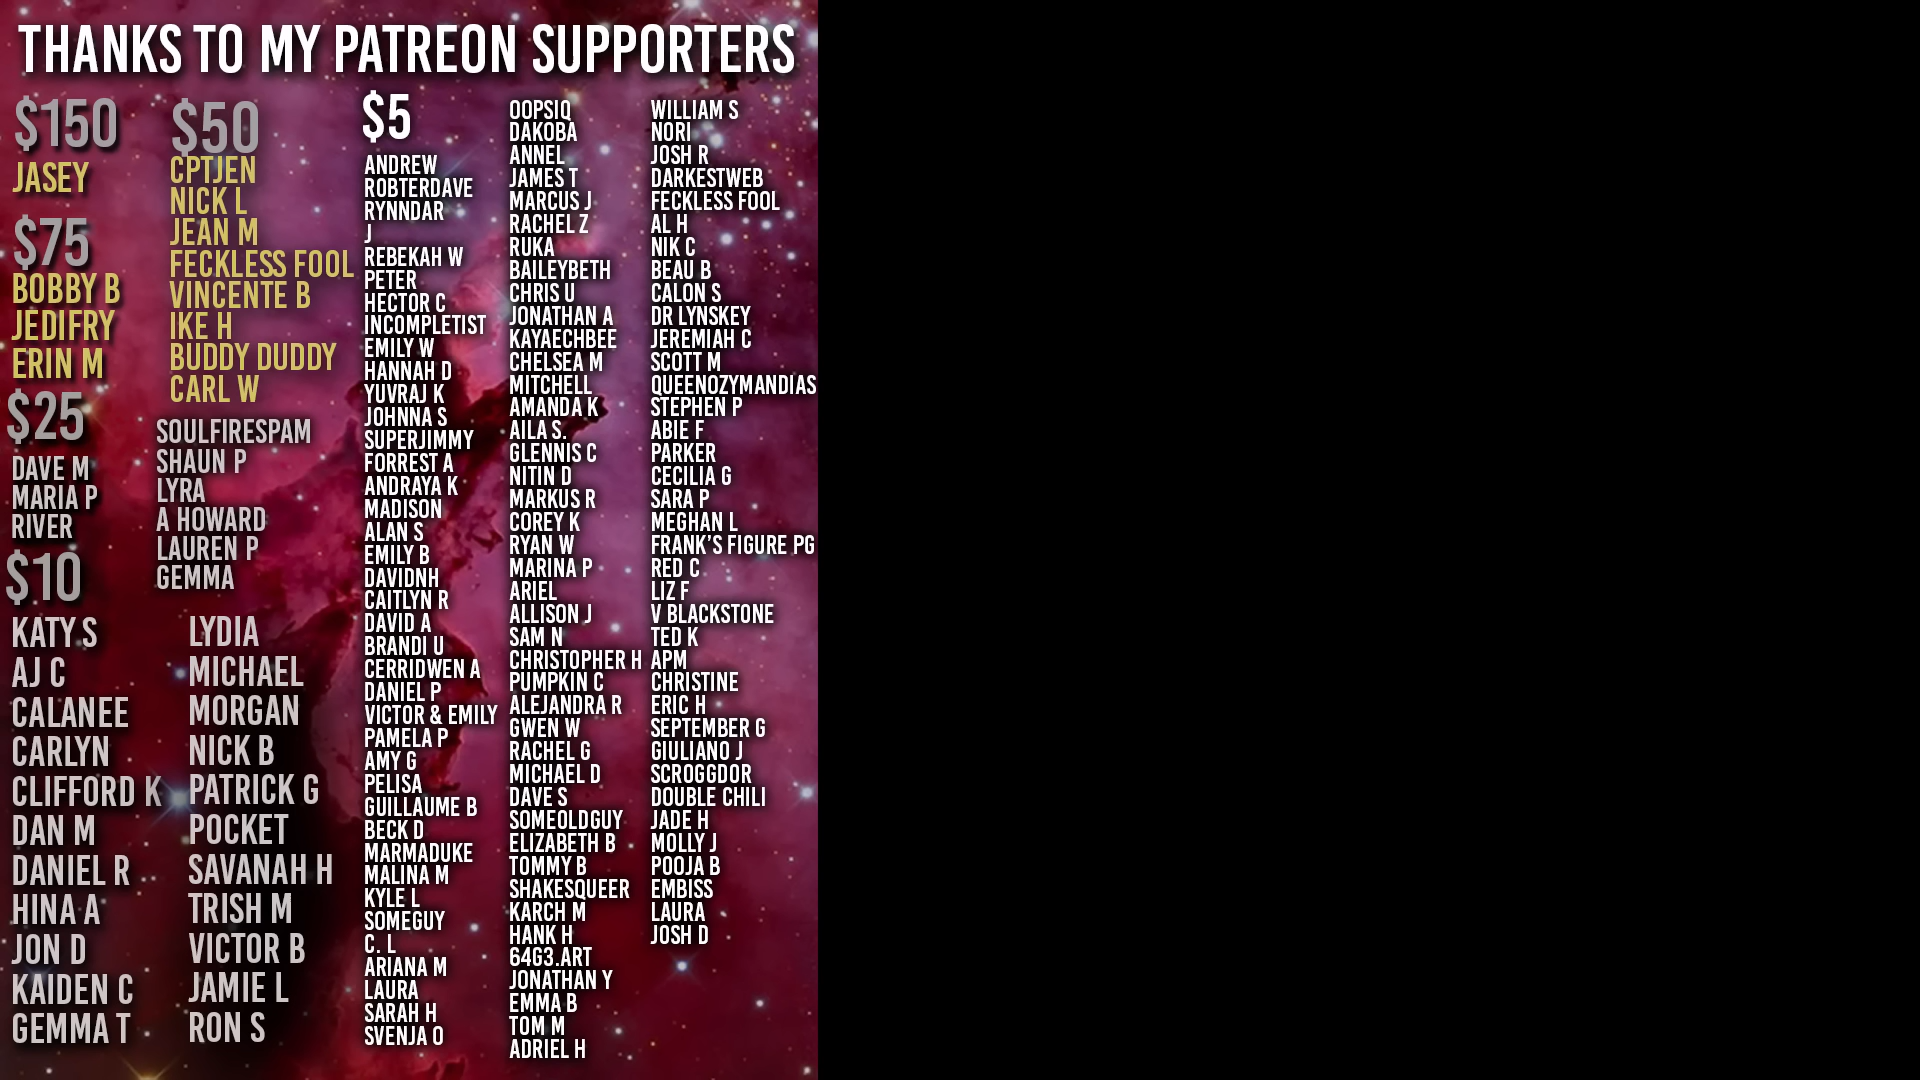 THANKS TO MY PATREON SUPPORTERS
$150
JASEY
$75
BOBBY B
JEDIFRY
ERIN M
$50
CPTJEN
NICK L
JEAN M
FECKLESS FOOL
VINCENTE B
IKE H
BUDDY DUDDY
CARL W
$25
DAVE M
MARIA P
RIVER
SOULFIRESPAM
SHAUN P
LYRA
A HOWARD
LAUREN P
GEMMA
$10
KATY S
AJ C
CALANEE
CARLYN
CLIFFORD K
DAN M
DANIEL R
HINA A
JON D
KAIDEN C
GEMMA T
LYDIA
MICHAEL
MORGAN
NICK B
PATRICK G
POCKET
SAVANAH H
TRISH M
VICTOR B
JAMIE L
RON S
$5
ANDREW
ROBTERDAVE
RYNNDAR
J
REBEKAH W
PETER
HECTOR C
INCOMPLETIST
EMILY W
HANNAH D
YUVRAJ K
JOHNNA S
SUPERJIMMY
FORREST A
ANDRAYA K
MADISON
ALAN S
EMILY B
DAVIDNH
CAITLYN R
DAVID A
BRANDI U
CERRIDWEN A
DANIEL P
VICTOR & EMILY
PAMELA P
AMY G
PELISA
GUILLAUME B
BECK D
MARMADUKE
MALINA M
KYLE L
SOMEGUY
C. L
ARIANA M
LAURA
SARAH H
SVENJA O
OOPSIQ
DAKOBA
ANNEL
JAMES T
MARCUS J
RACHEL Z
RUKA
BAILEYBETH
CHRIS U
JONATHAN A
KAYAECHBEE
CHELSEA M
MITCHELL
AMANDA K
AILA S.
GLENNIS C
NITIN D
MARKUS R
COREY K
RYAN W
MARINA P
ARIEL
ALLISON J
SAM N
CHRISTOPHER H
PUMPKIN C
ALEJANDRA R
GWEN W
RACHEL G
MICHAEL D
DAVE S
SOMEOLDGUY
ELIZABETH B
TOMMY B
SHAKESQUEER
KARCH M
HANK H
64G3.ART
JONATHAN Y
EMMA B
TOM M
ADRIEL H
WILLIAM S
NORI
JOSH R
DARKESTWEB
FECKLESS FOOL
AL H
NIK C
BEAU B
CALON S
DR LYNSKEY
JEREMIAH C
SCOTT M
QUEENOZYMANDIAS
STEPHEN P
ABIE F
PARKER
CECILIA G
SARA P
MEGHAN L
FRANK'S FIGURE PG
RED C
LIZ F
V BLACKSTONE
TED K
APM
CHRISTINE
ERIC H
SEPTEMBER G
GIULIANO J
SCROGGDOR
DOUBLE CHILI
JADE H
MOLLY J
POOJA B
EMBISS
LAURA
JOSH D